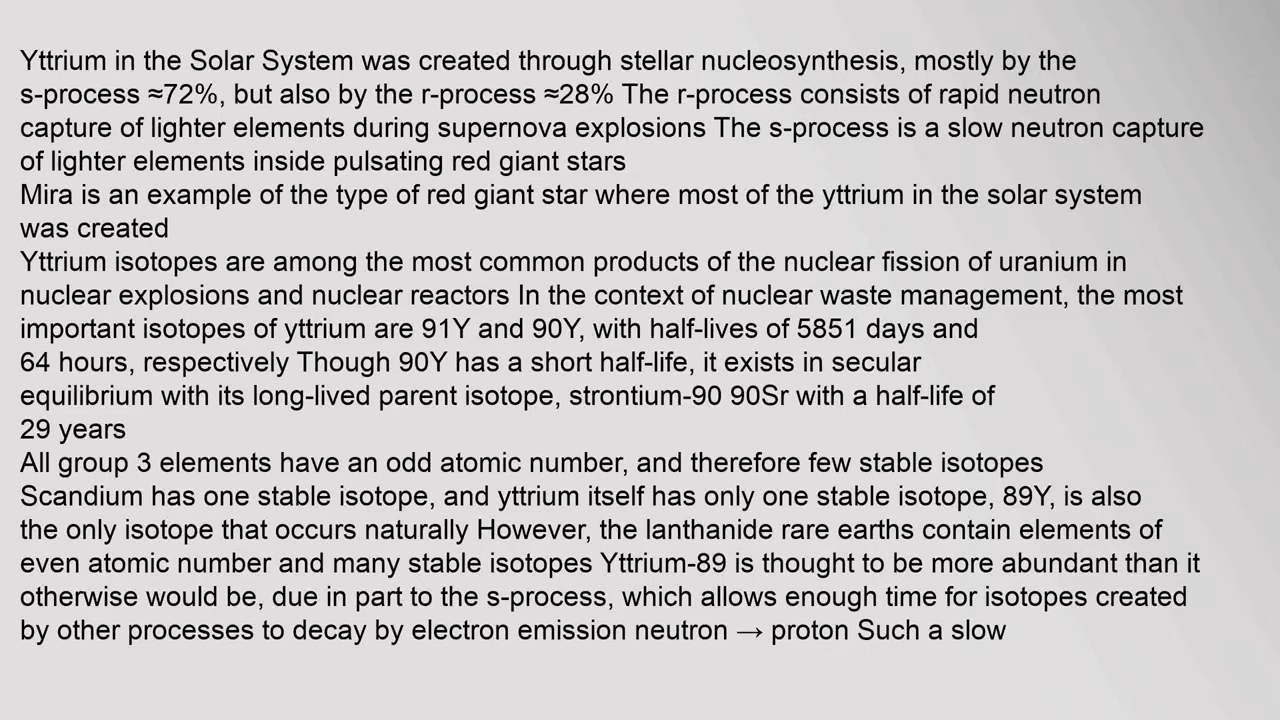 Yttrium in the Solar System was created through stellar nucleosynthesis, mostly by the
s-process ≈72%, but also by the r-process ≈28% The r-process consists of rapid neutron
capture of lighter elements during supernova explosions The s-process is a slow neutron capture
of lighter elements inside pulsating red giant stars
Mira is an example of the type of red giant star where most of the yttrium in the solar system
was created
Yttrium isotopes are among the most common products of the nuclear fission of uranium in
nuclear explosions and nuclear reactors In the context of nuclear waste management, the most
important isotopes of yttrium are 91Y and 90Y, with half-lives of 5851 days and
64 hours, respectively Though 90Y has a short half-life, it exists in secular
equilibrium with its long-lived parent isotope, strontium-90 90Sr with a half-life of
29 years
All group 3 elements have an odd atomic number, and therefore few stable isotopes
Scandium has one stable isotope, and yttrium itself has only one stable isotope, 89Y, is also
the only isotope that occurs naturally However, the lanthanide rare earths contain elements of
even atomic number and many stable isotopes Yttrium-89 is thought to be more abundant than it
otherwise would be, due in part to the s-process, which allows enough time for isotopes created
by other processes to decay by electron emission neutron → proton Such a slow